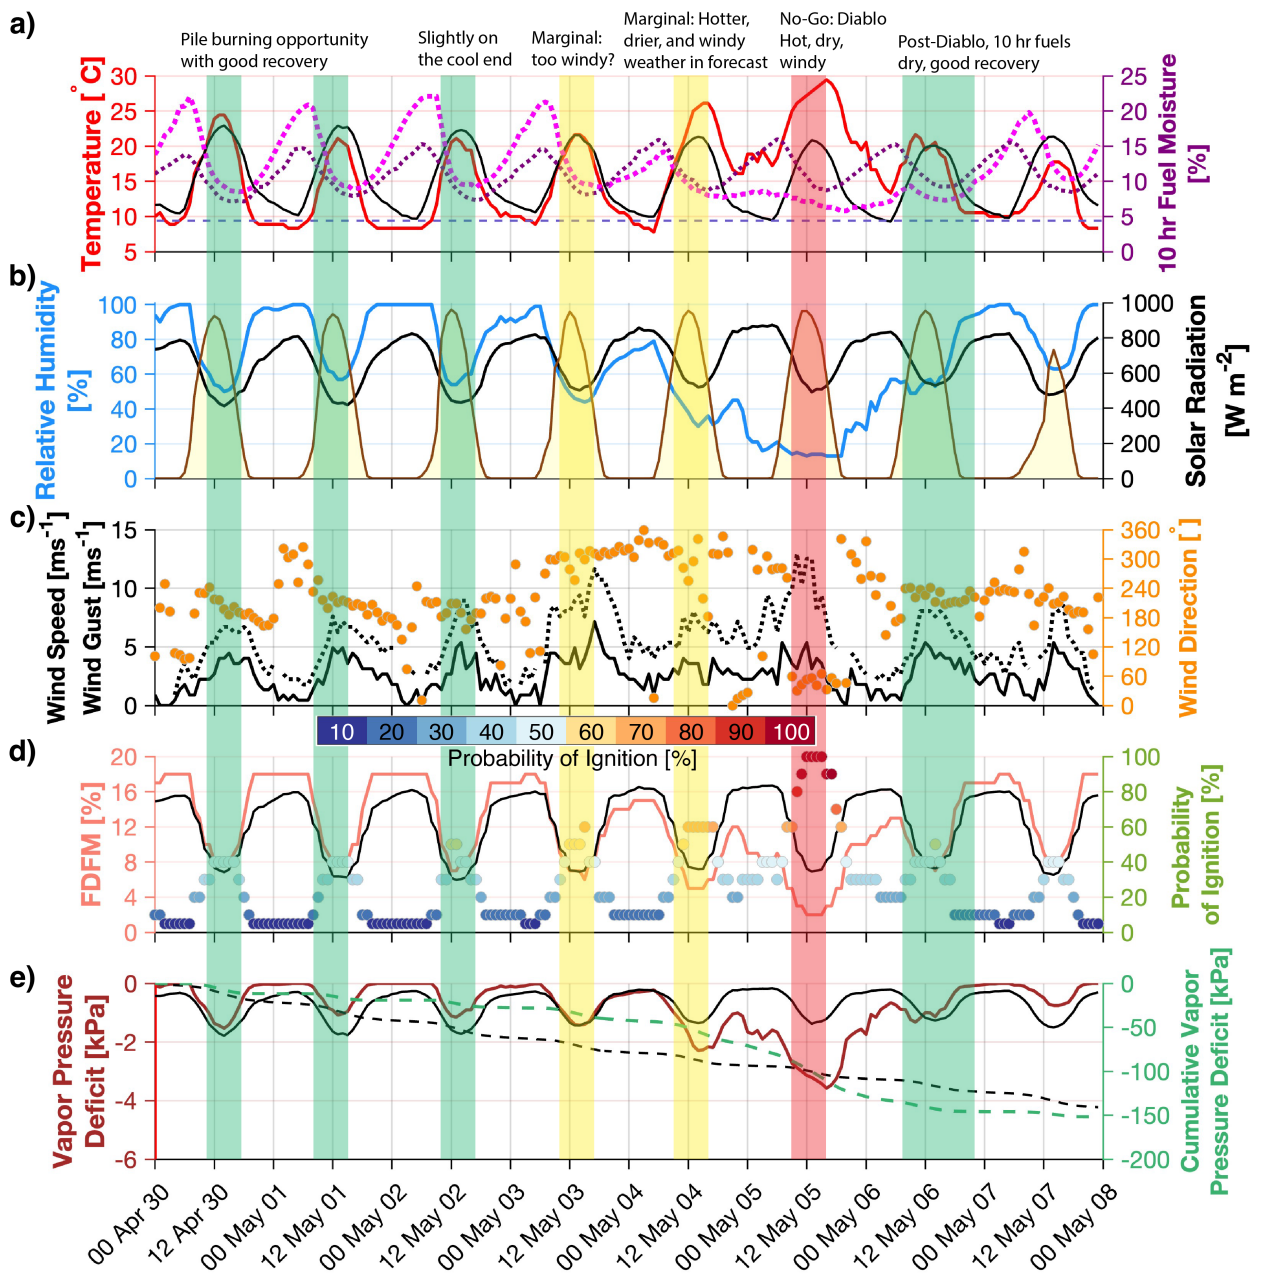 a)
Pile burning opportunity
with good recovery
Slightly on
the cool end
Marginal:
too windy?
Marginal: Hotter,
drier, and windy
weather in forecast
No-Go: Diablo
Hot, dry,
windy
Post-Diablo, 10 hr fuels
dry, good recovery
Temperature [°C]
30
25
20
15
10
5
25
20
15
10
5
0
10 hr Fuel Moisture
[%]
b)
Relative Humidity
[%]
100
80
60
40
20
0
1000
800
600
400
200
0
Solar Radiation
[W m-2]
c)
Wind Speed [ms-1]
Wind Gust [ms-1]
15
10
5
0
360
300
240
180
120
60
0
Wind Direction [°]
10 20 30 40 50 60 70 80 90 100
Probability of Ignition [%]
d)
FDFM [%]
20
16
12
8
4
0
100
80
60
40
20
0
Probability
of Ignition [%]
e)
Vapor Pressure
Deficit [kPa]
0
-2
-4
-6
0
-50
-100
-150
-200
Cumulative Vapor
Pressure Deficit [kPa]
00 Apr 30
12 Apr 30
00 May 01
12 May 01
00 May 02
12 May 02
00 May 03
12 May 03
00 May 04
12 May 04
00 May 05
12 May 05
00 May 06
12 May 06
00 May 07
12 May 07
00 May 08